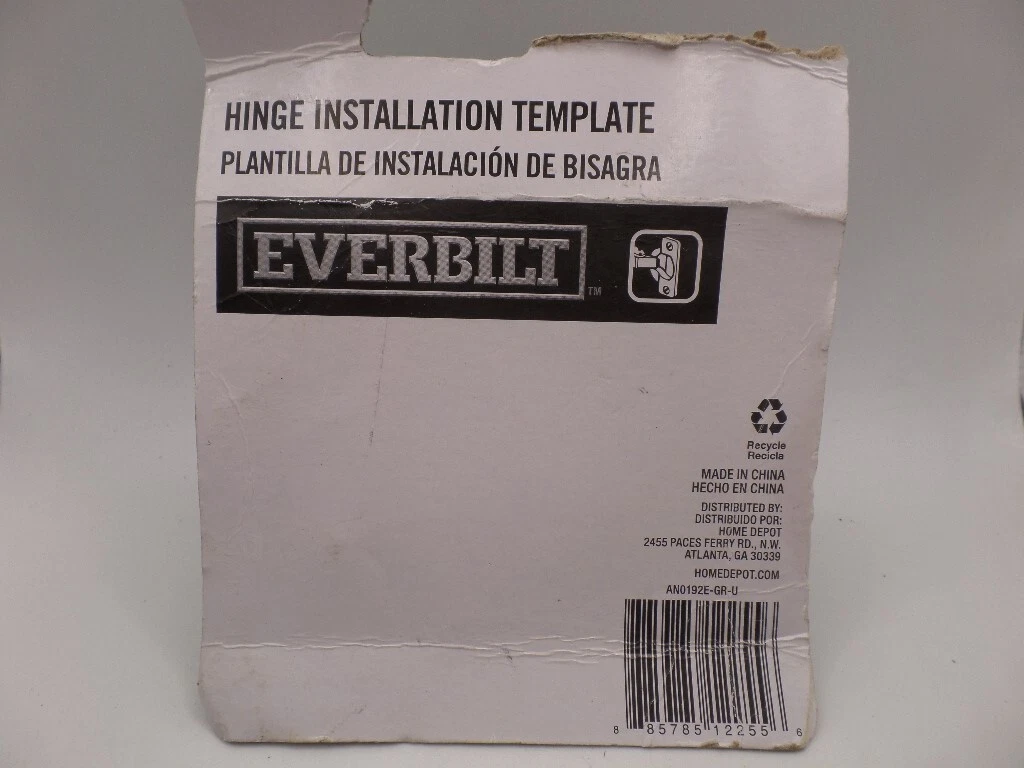 HINGE INSTALLATION TEMPLATE
PLANTILLA DE INSTALACIÓN DE BISAGRA
EVERBILT TM
Recycle
Recicla
MADE IN CHINA
HECHO EN CHINA
DISTRIBUTED BY:
DISTRIBUIDO POR:
HOME DEPOT
2455 PACES FERRY RD., N.W.
ATLANTA, GA 30339
HOMEDEPOT.COM
AN0192E-GR-U
8 85785 12255 6